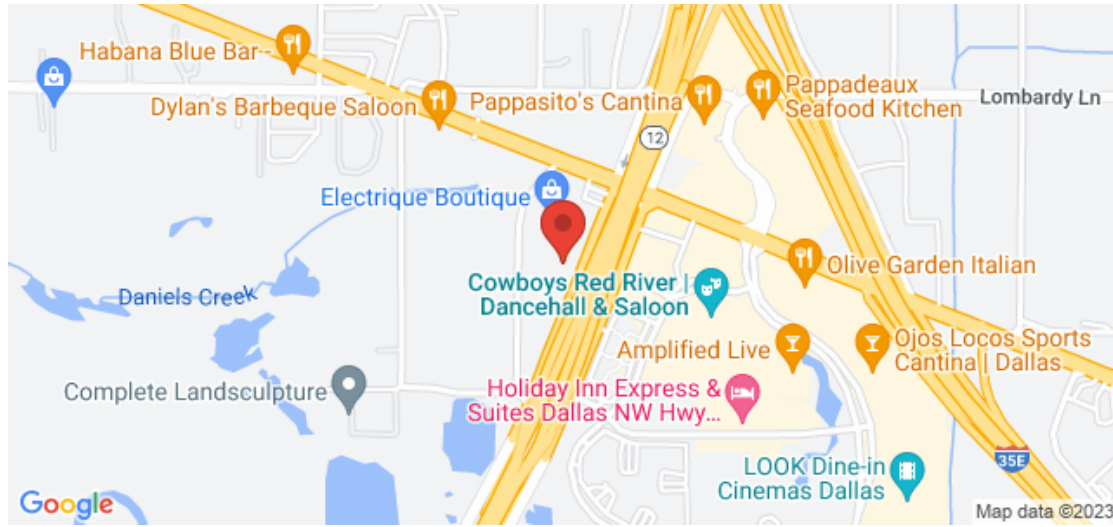 Habana Blue Bar
Dylan's Barbeque Saloon
Pappasito's Cantina
Pappadeaux
Seafood Kitchen
Lombardy Ln
12
Electrique Boutique
Olive Garden Italian
Daniels Creek
Cowboys Red River |
Dancehall & Saloon
Amplified Live
Ojos Locos Sports
Cantina | Dallas
Complete Landsculpture
Holiday Inn Express &
Suites Dallas NW Hwy...
LOOK Dine-in
Cinemas Dallas
35E
Google
Map data ©2023